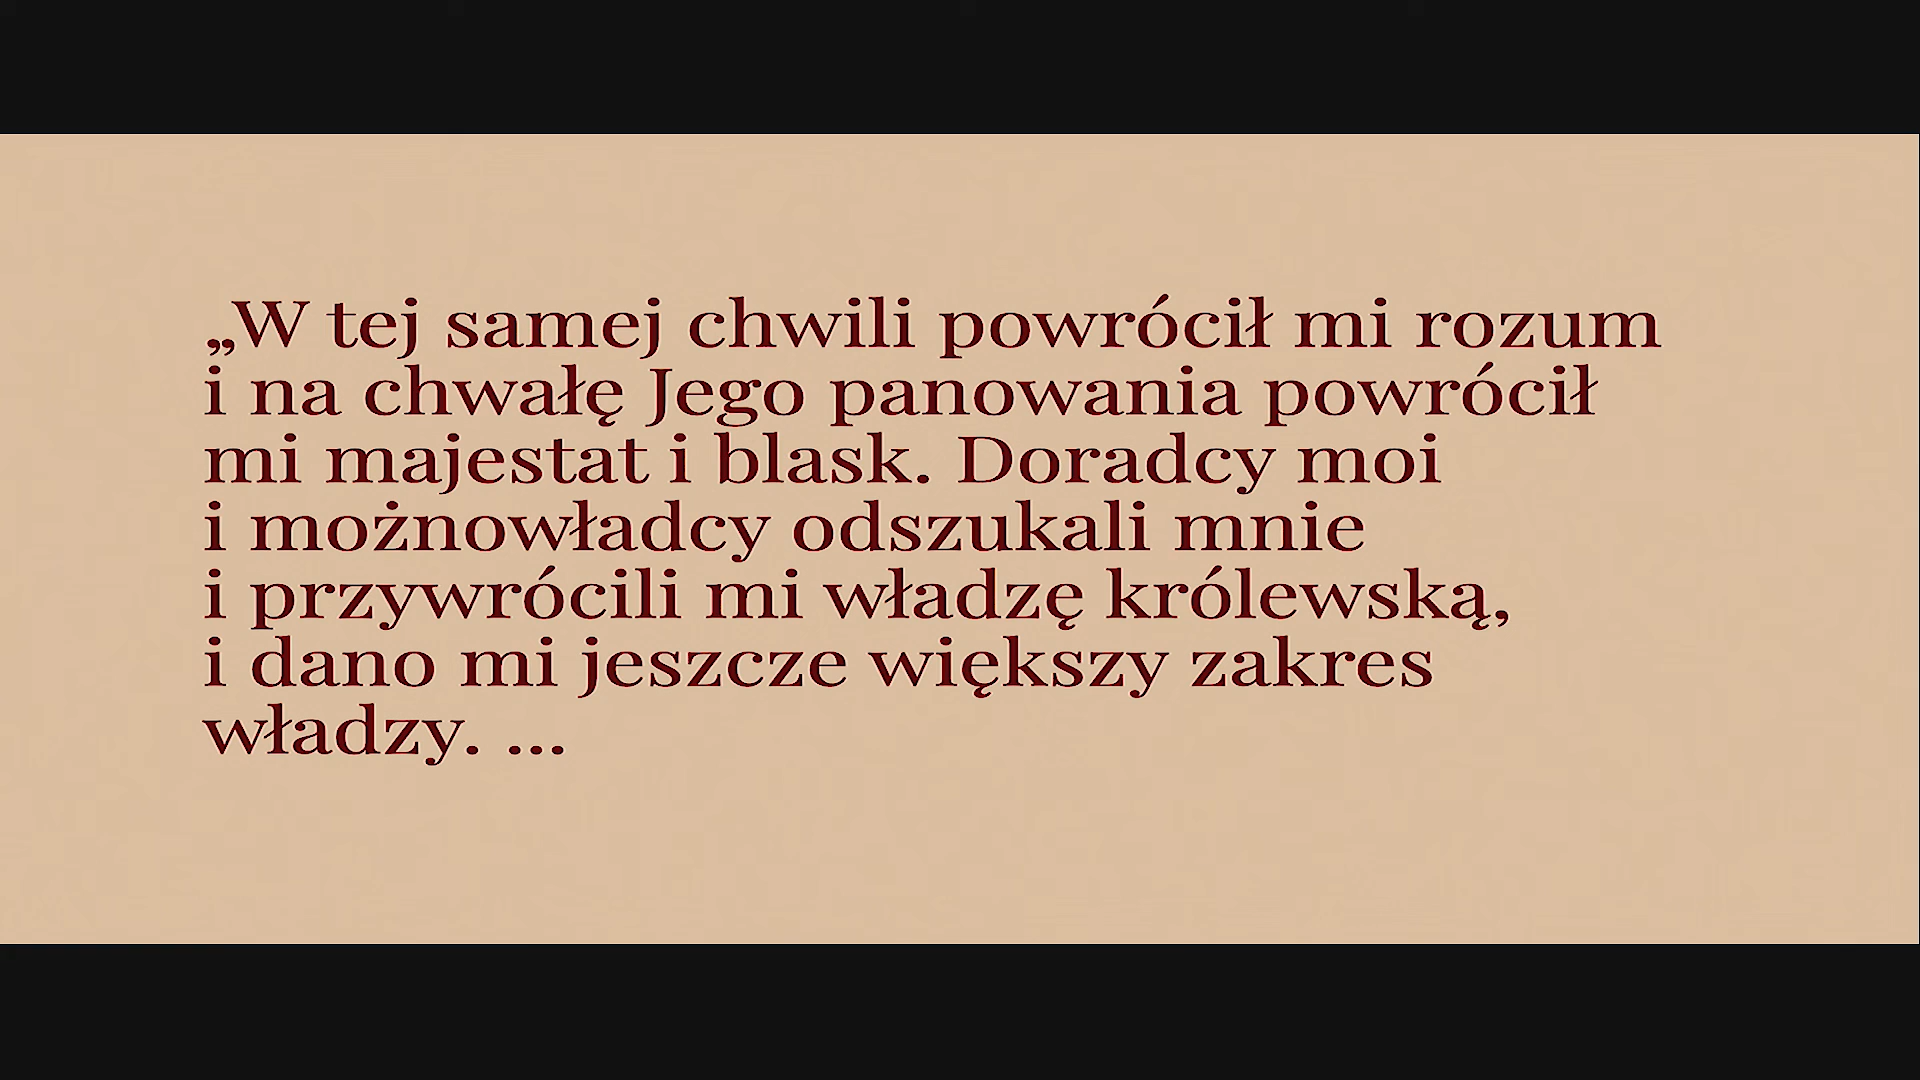 „W tej samej chwili powrócił mi rozum
i na chwałę Jego panowania powrócił
mi majestat i blask. Doradcy moi
i możnowładcy odszukali mnie
i przywrócili mi władzę królewską,
i dano mi jeszcze większy zakres
władzy. ...